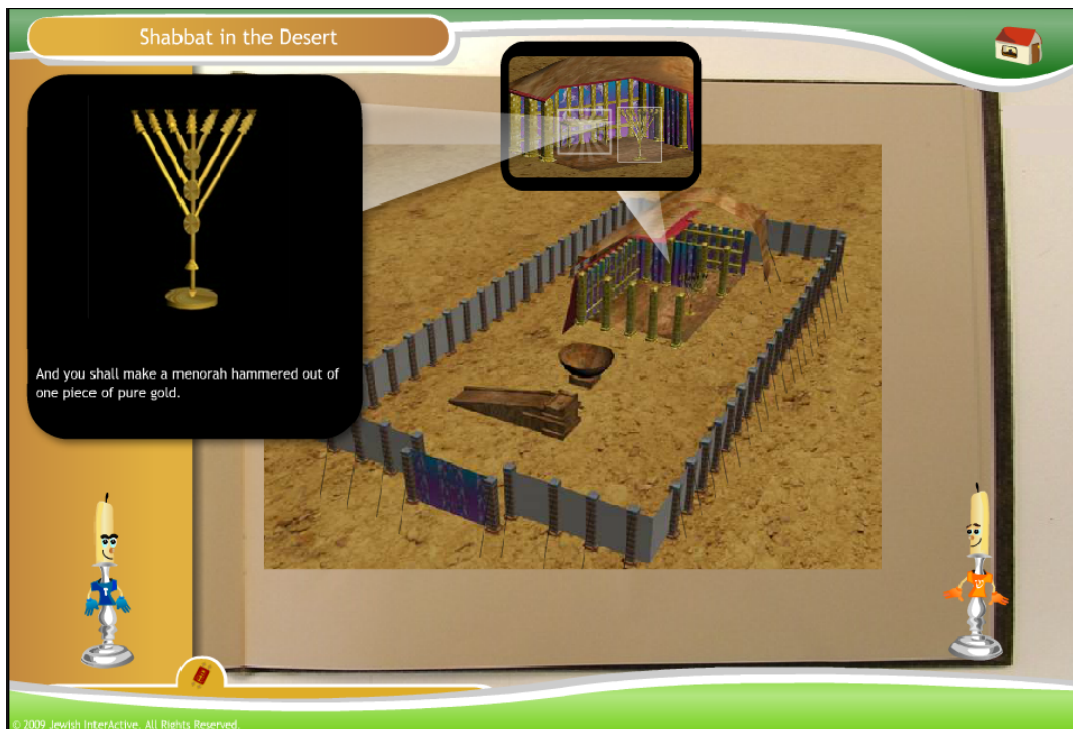 Shabbat in the Desert
And you shall make a menorah hammered out of
one piece of pure gold.
© 2009 Jewish InterActive. All Rights Reserved.